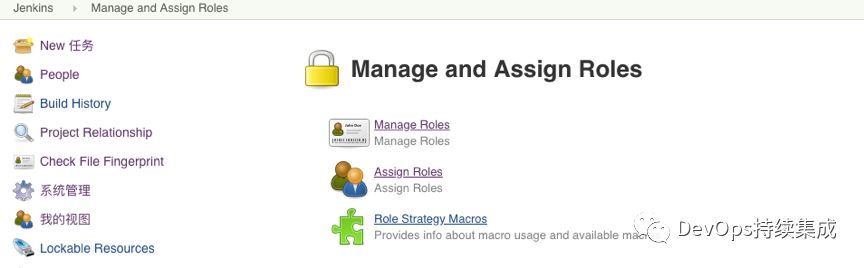 Jenkins Manage and Assign Roles
New 任务
People
Build History
Project Relationship
Check File Fingerprint
系统管理
我的视图
Lockable Resources
Manage and Assign Roles
Manage Roles
Manage Roles
Assign Roles
Assign Roles
Role Strategy Macros
Provides info about macro usage and available
DevOps持续集成